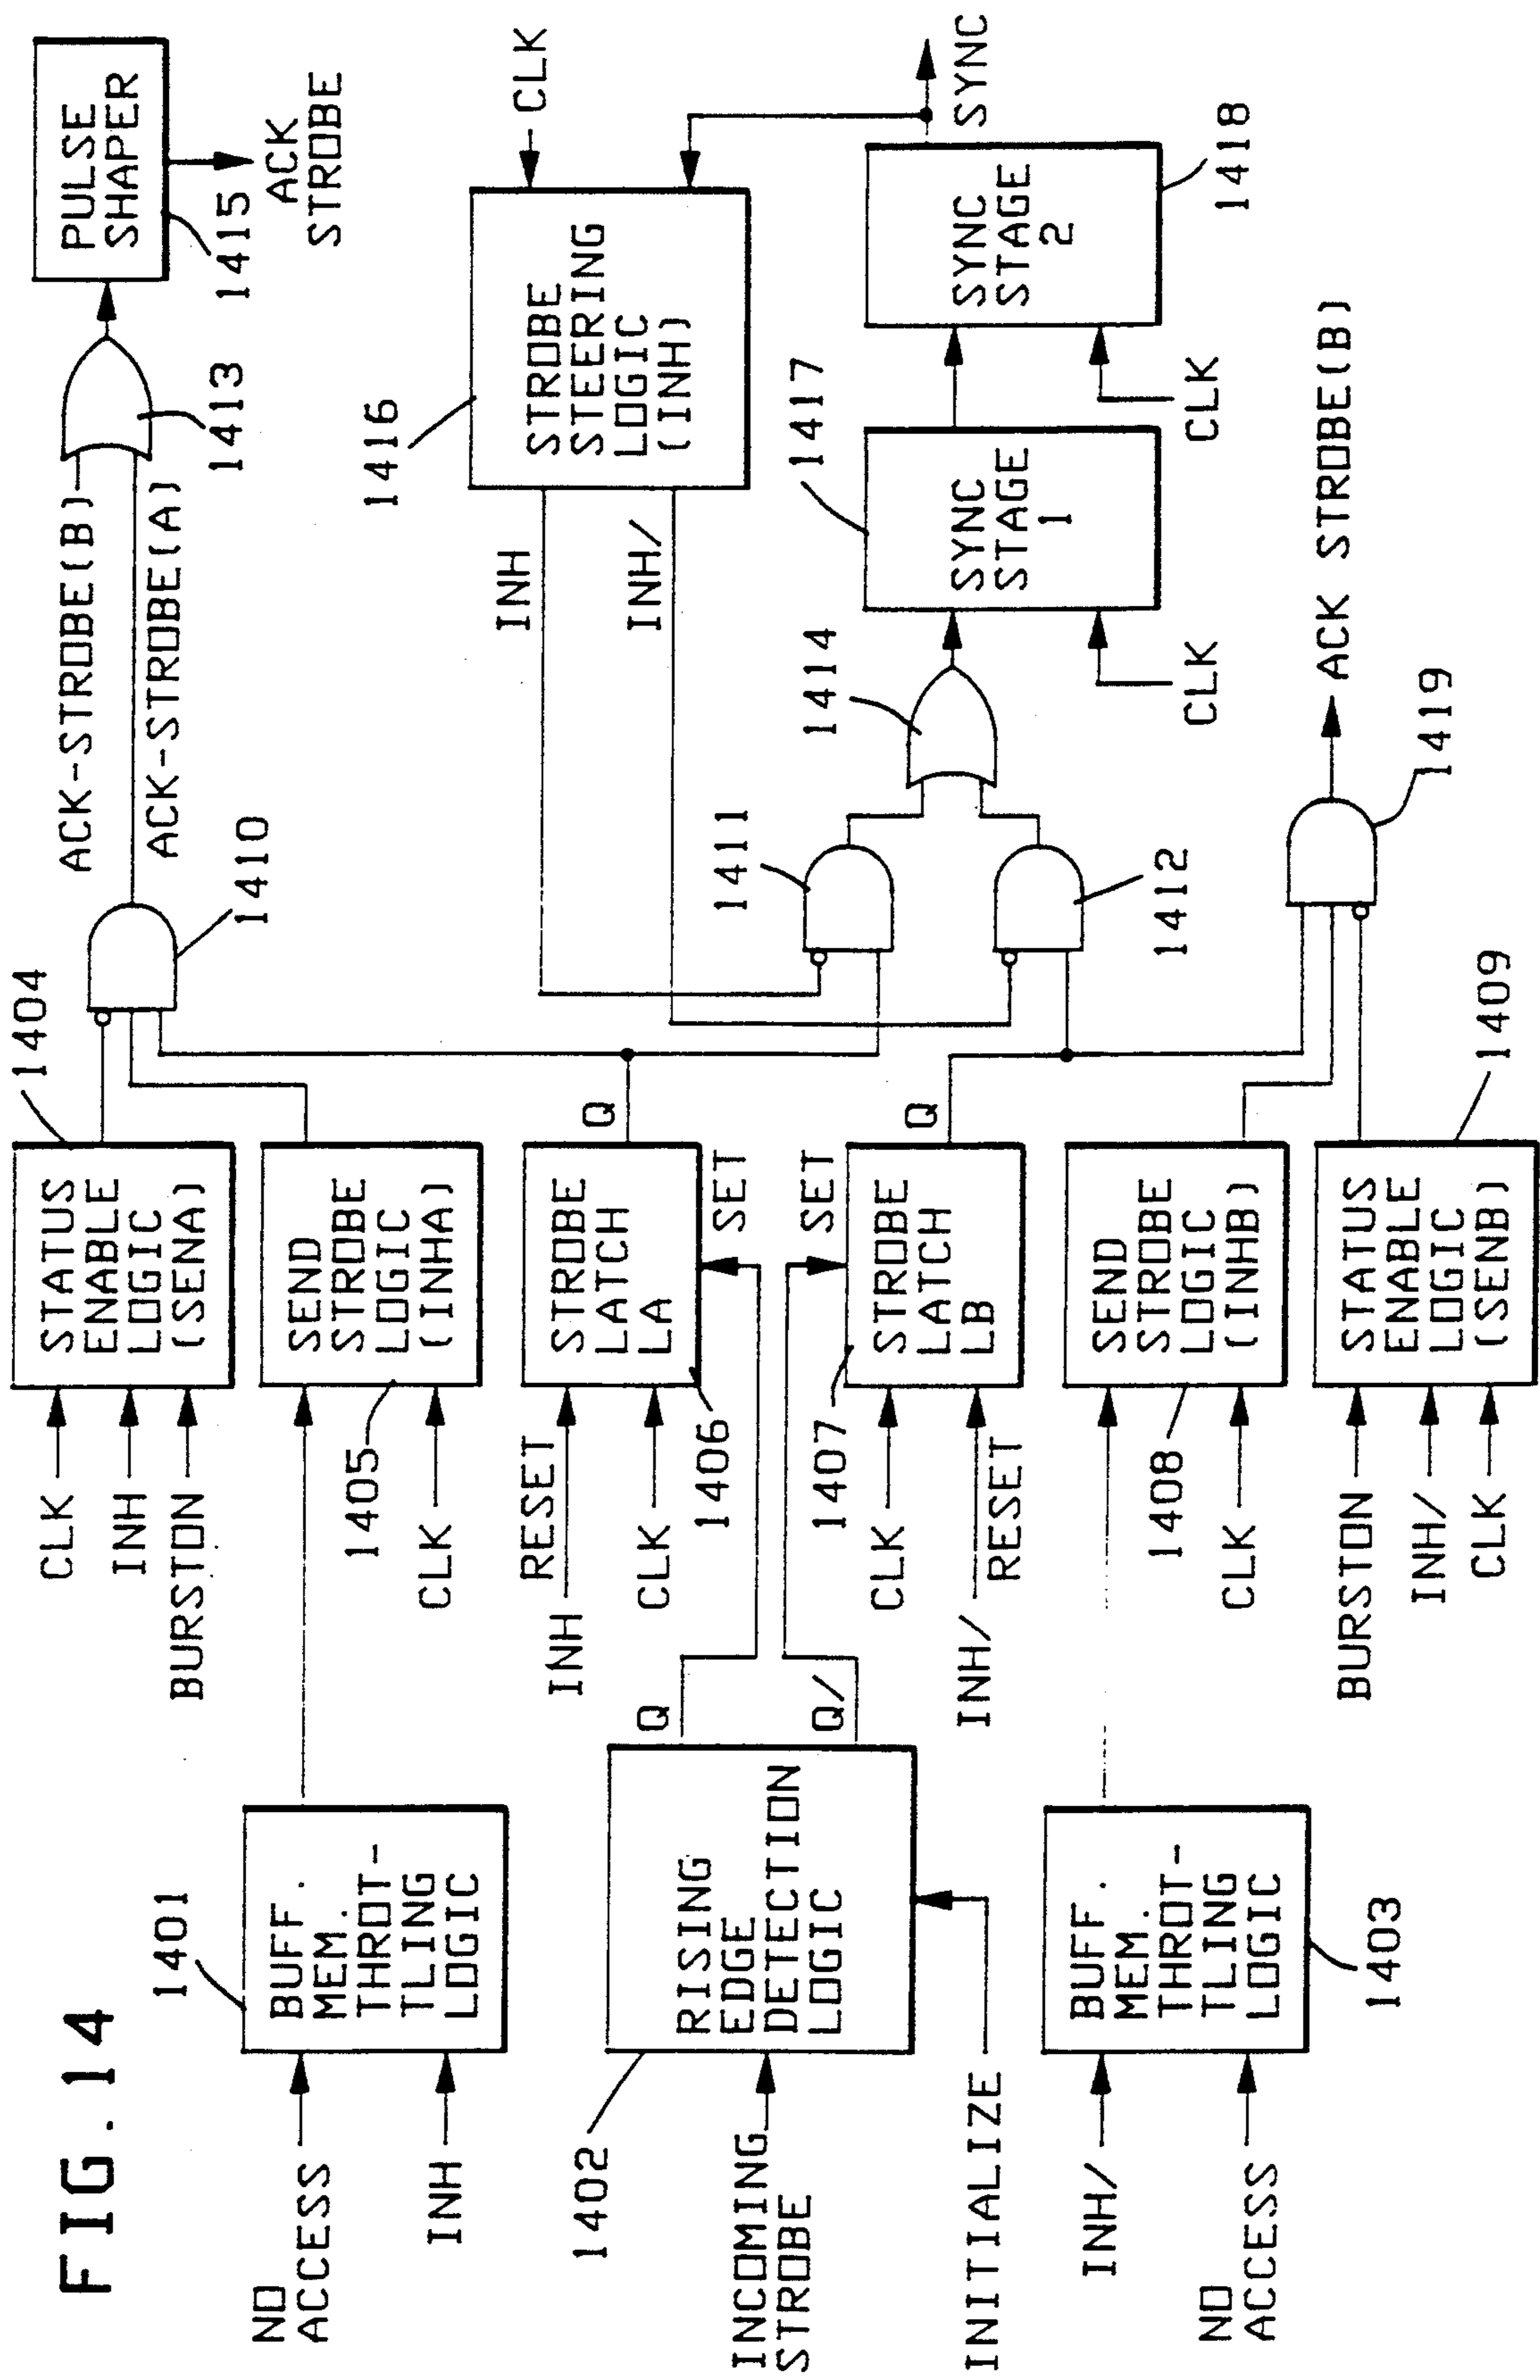 FIG.14
NO
ACCESS
INH
1401
BUFF.
MEM.
THROT-
TLING
LOGIC
INCOMING
STROBE
INITIALIZE
1402
RISING
EDGE
DETECTION
LOGIC
Q
Q/
INH/
NO
ACCESS
BUFF.
MEM.
THROT-
TLING
LOGIC
1403
CLK
INH
BURSTON
1404
STATUS
ENABLE
LOGIC
(SENA)
1405
CLK
SEND
STROBE
LOGIC
(INHA)
RESET
INH
CLK
1406
STROBE
LATCH
LA
Q
SET
SET
1407
CLK
INH/
RESET
STROBE
LATCH
LB
Q
1408
CLK
SEND
STROBE
LOGIC
(INHB)
BURSTON
INH/
CLK
STATUS
ENABLE
LOGIC
(SENB)
1409
1410
ACK-STROBE(B)
ACK-STROBE(A)
1413
PULSE
SHAPER
1415
ACK
STROBE
INH
INH/
1416
STROBE
STEERING
LOGIC
(INH)
CLK
1411
1412
1414
1417
SYNC
STAGE
1
CLK
SYNC
STAGE
2
CLK
1418
SYNC
1419
ACK STROBE(B)